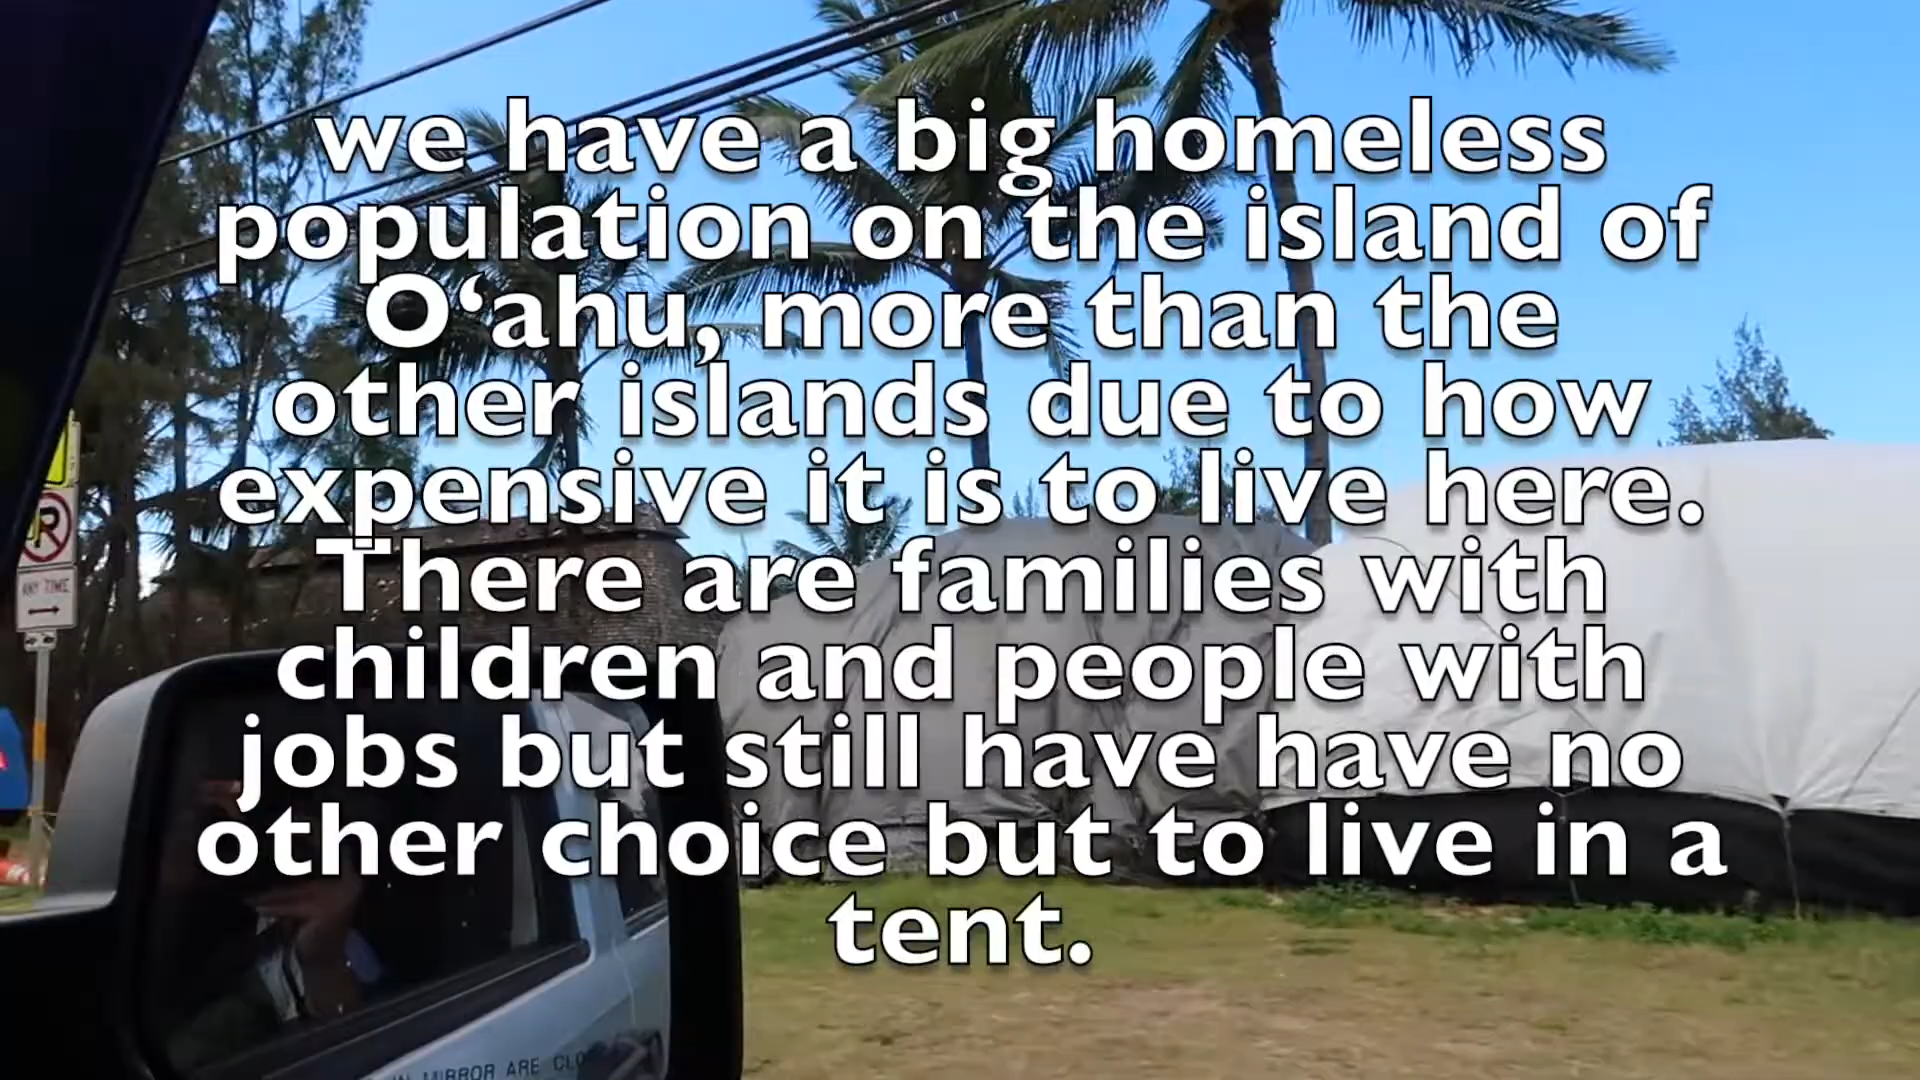 we have a big homeless
population on the island of
Oʻahu, more than the
other islands due to how
expensive it is to live here.
There are families with
children and people with
jobs but still have have no
other choice but to live in a
tent.
ANY TIME
MIRROR ARE